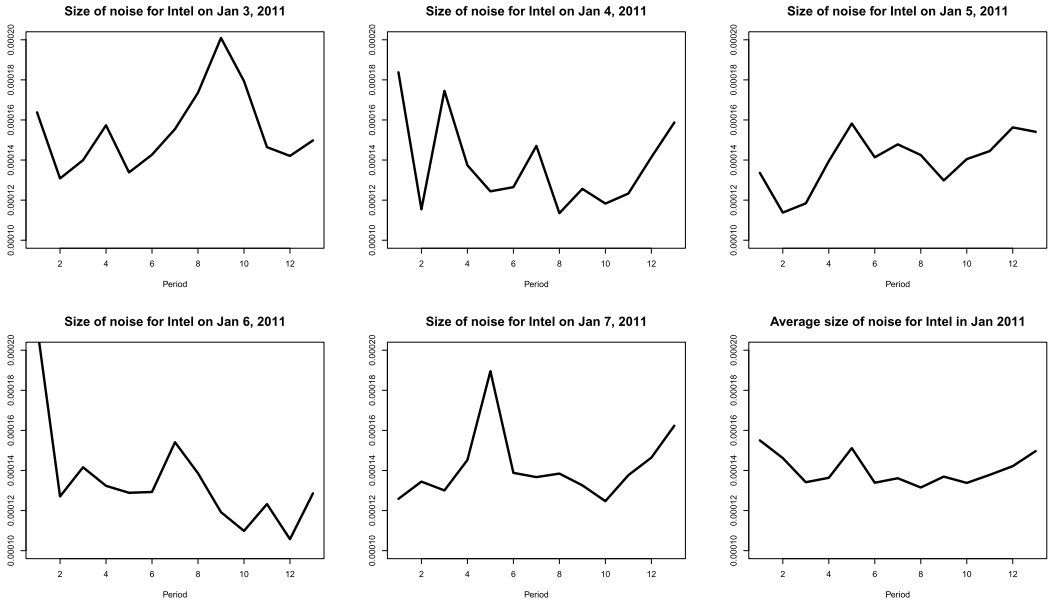 Size of noise for Intel on Jan 3, 2011
0.00020
0.00018
0.00016
0.00014
0.00012
0.00010
2 4 6 8 10 12
Period
Size of noise for Intel on Jan 4, 2011
0.00020
0.00018
0.00016
0.00014
0.00012
0.00010
2 4 6 8 10 12
Period
Size of noise for Intel on Jan 5, 2011
0.00020
0.00018
0.00016
0.00014
0.00012
0.00010
2 4 6 8 10 12
Period
Size of noise for Intel on Jan 6, 2011
0.00020
0.00018
0.00016
0.00014
0.00012
0.00010
2 4 6 8 10 12
Period
Size of noise for Intel on Jan 7, 2011
0.00020
0.00018
0.00016
0.00014
0.00012
0.00010
2 4 6 8 10 12
Period
Average size of noise for Intel in Jan 2011
0.00020
0.00018
0.00016
0.00014
0.00012
0.00010
2 4 6 8 10 12
Period